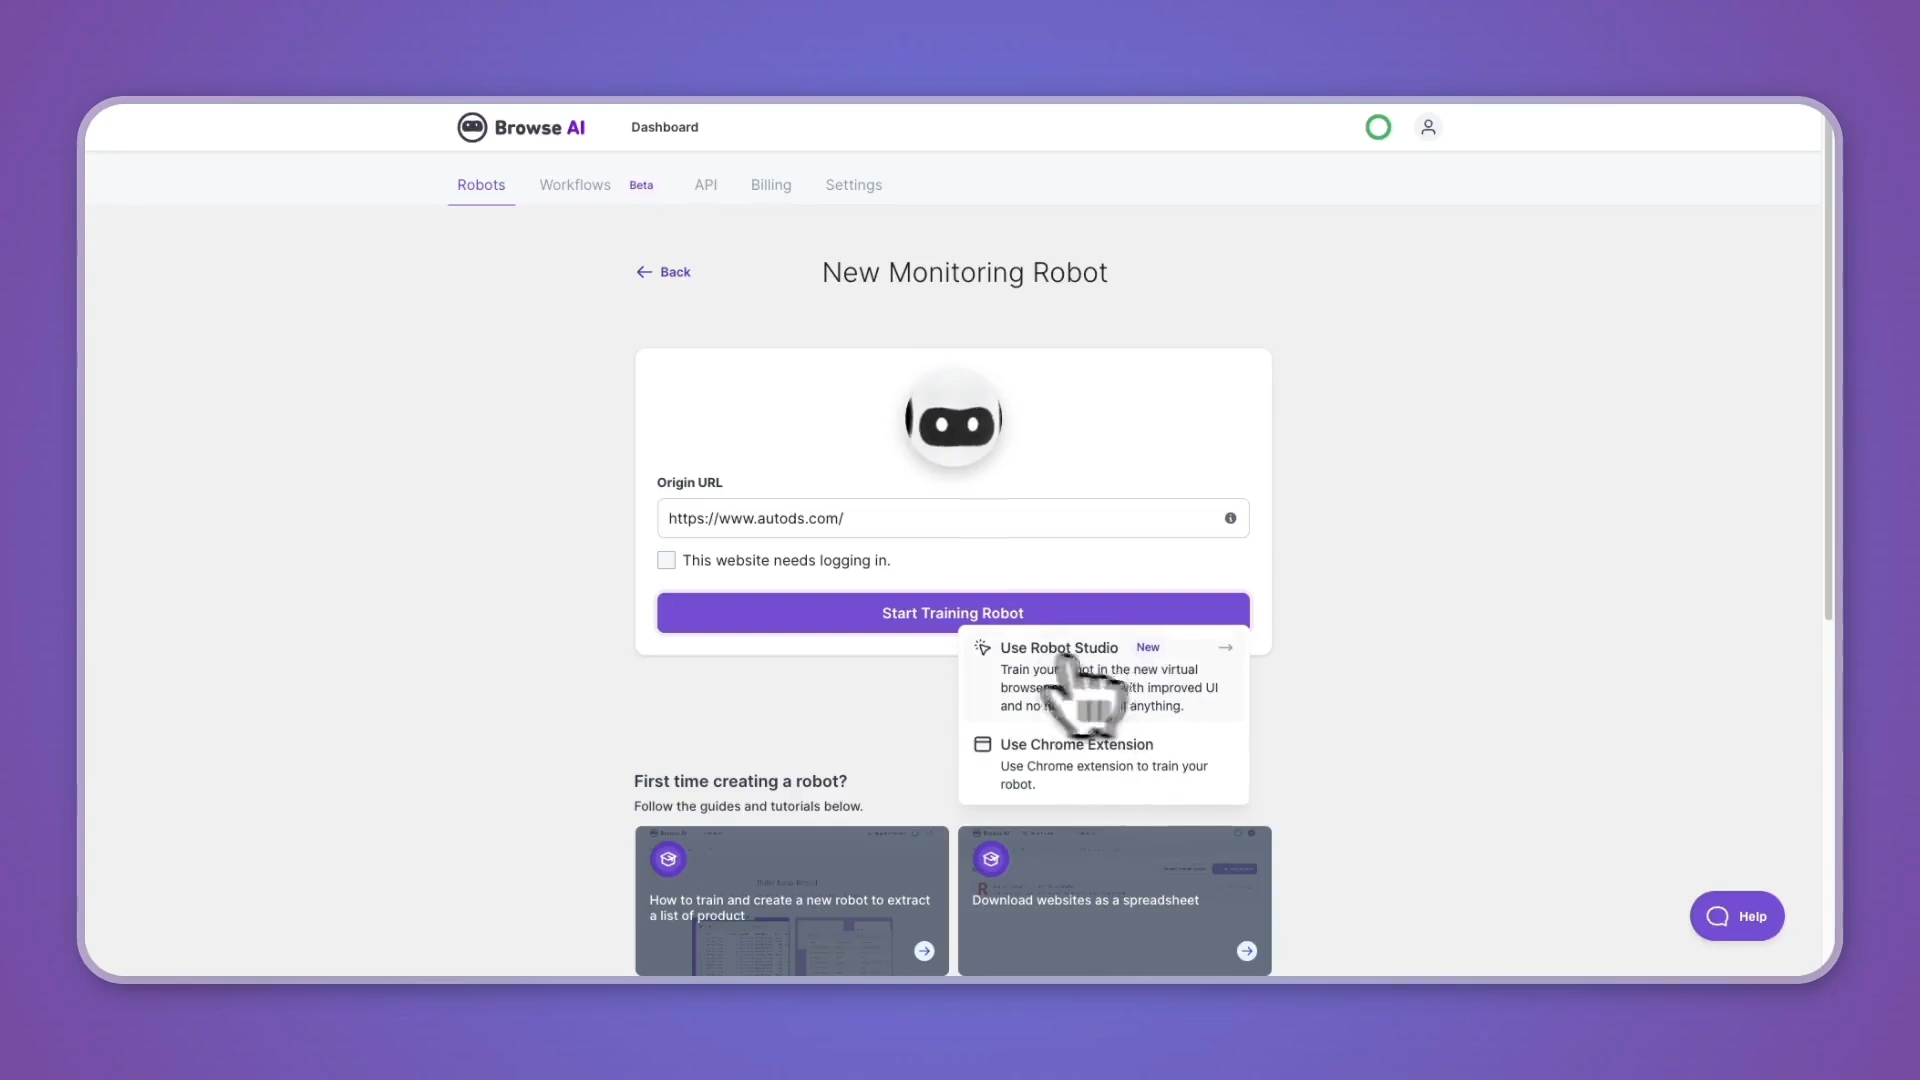 Browse AI
Dashboard
Robots
Workflows
Beta
API
Billing
Settings
Back
New Monitoring Robot
Origin URL
https://www.autods.com/
This website needs logging in.
Start Training Robot
Use Robot Studio
New
Train your in the new virtual
with improved UI
and no anything.
Use Chrome Extension
Use Chrome extension to train your
robot.
First time creating a robot?
Follow the guides and tutorials below.
How to train and create a new robot to extract
a list of product
Download websites as a spreadsheet
Help